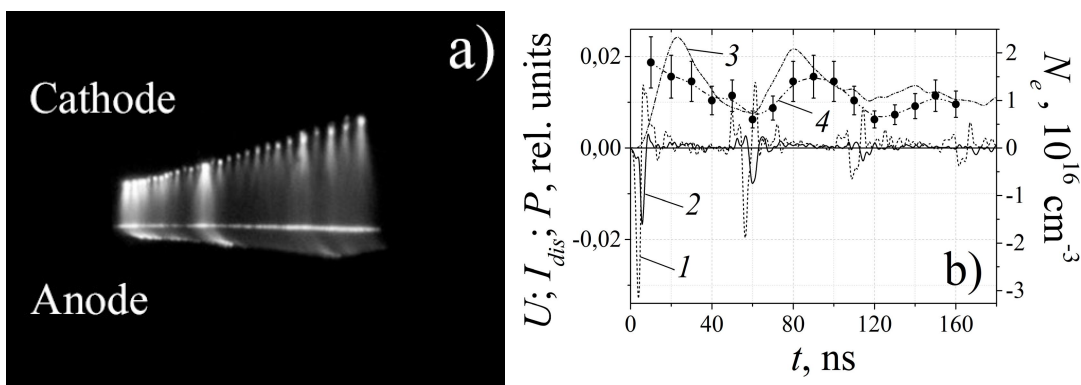 a)
Cathode
Anode
U; I_dis; P, rel. units
0,02
0,00
-0,02
3
4
2
1
b)
2
1
0
-1
-2
-3
N_e, 10^16 cm^-3
0 40 80 120 160
t, ns